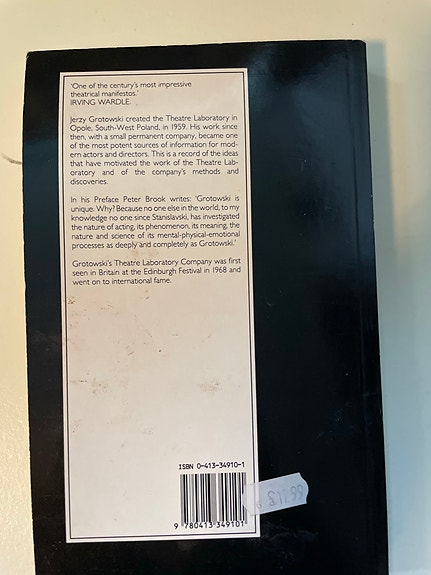 'One of the century's most impressive
theatrical manifestos.'
IRVING WARDLE.
Jerzy Grotowski created the Theatre Laboratory in
Opole, South-West Poland, in 1959. His work since
then, with a small permanent company, became one
of the most potent sources of information for mod-
ern actors and directors. This is a record of the ideas
that have motivated the work of the Theatre Lab-
oratory and of the company's methods and
discoveries.
In his Preface Peter Brook writes: 'Grotowski is
unique. Why? Because no one else in the world, to my
knowledge no one since Stanislavski, has investigated
the nature of acting, its phenomenon, its meaning, the
nature and science of its mental-physical-emotional
processes as deeply and completely as Grotowski.'
Grotowski's Theatre Laboratory Company was first
seen in Britain at the Edinburgh Festival in 1968 and
went on to international fame.
ISBN 0-413-34910-1
9 780413 349101